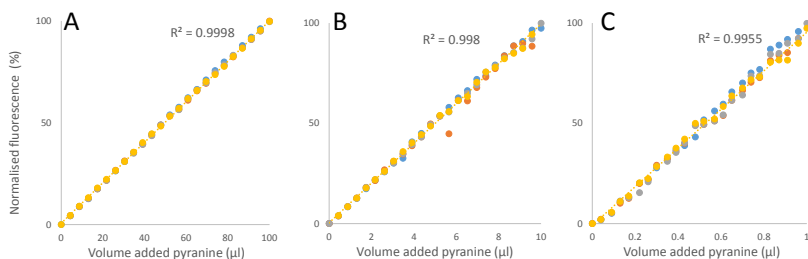 A
B
C
R² = 0.9998
R² = 0.998
R² = 0.9955
Normalised fluorescence (%)
100
50
0
0 20 40 60 80 100
Volume added pyranine (µl)
100
50
0
0 2 4 6 8 10
Volume added pyranine (µl)
100
50
0
0 0.2 0.4 0.6 0.8 1
Volume added pyranine (µl)